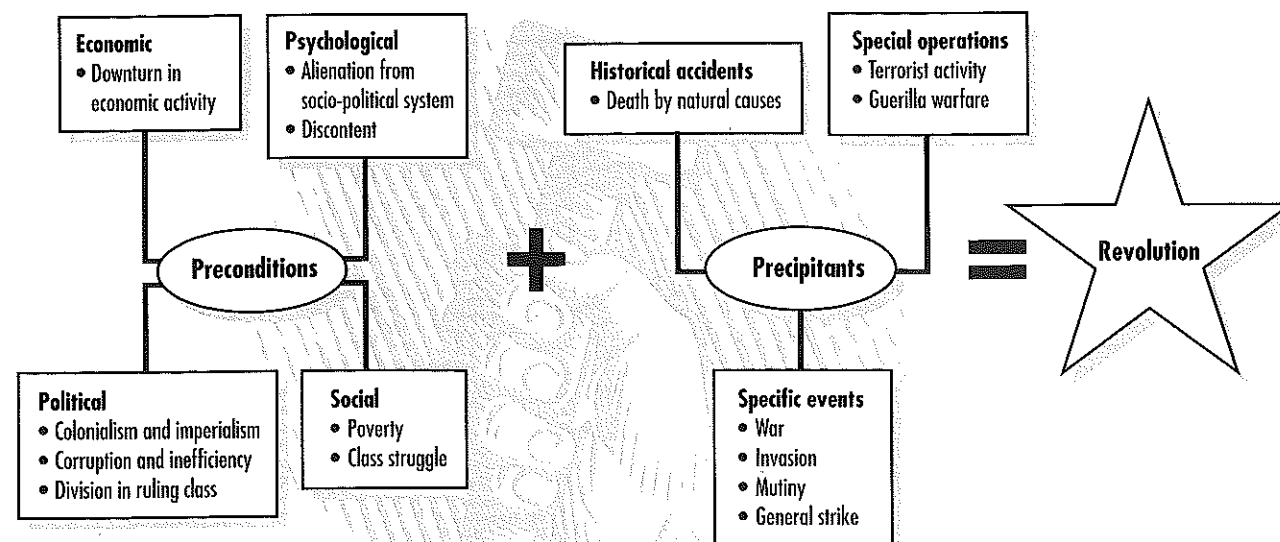 Economic
• Downturn in
economic activity
Psychological
• Alienation from
socio-political system
• Discontent
Historical accidents
• Death by natural causes
Special operations
• Terrorist activity
• Guerilla warfare
Preconditions
+
Precipitants
=
Revolution
Political
• Colonialism and imperialism
• Corruption and inefficiency
• Division in ruling class
Social
• Poverty
• Class struggle
Specific events
• War
• Invasion
• Mutiny
• General strike